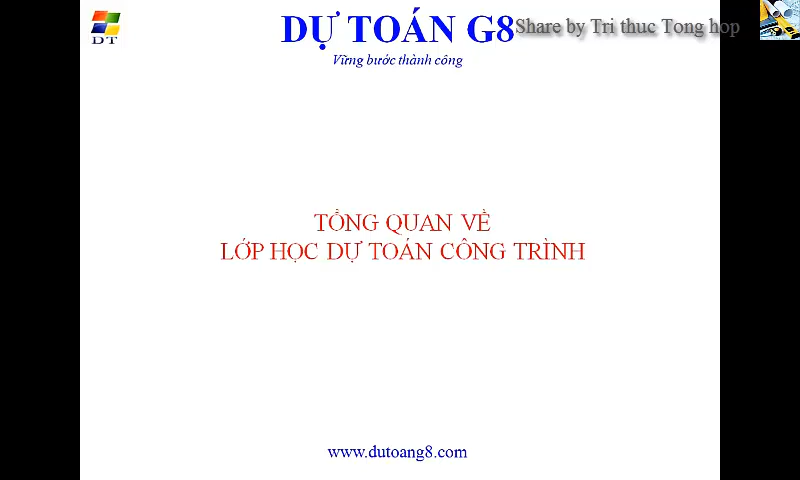 DỰ TOÁN G8
Share by Tri thuc Tong hop
DT
Vững bước thành công
TỔNG QUAN VỀ
LỚP HỌC DỰ TOÁN CÔNG TRÌNH
www.dutoang8.com